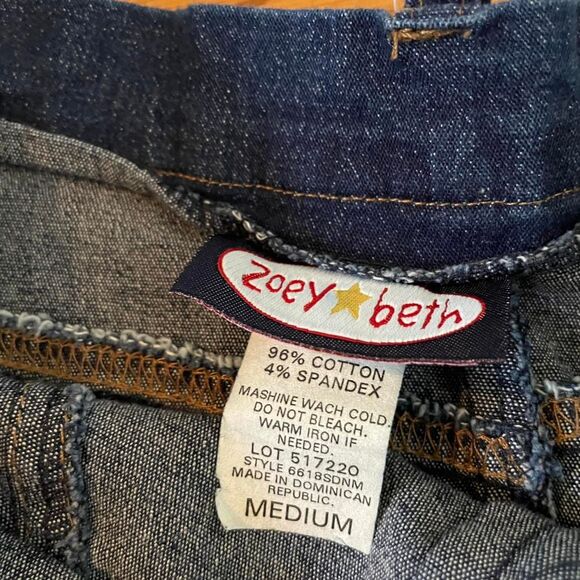 zoey beth
96% COTTON
4% SPANDEX
MASHINE WACH COLD.
DO NOT BLEACH.
WARM IRON IF
NEEDED.
LOT 517220
STYLE 6618SDNM
MADE IN DOMINICAN
REPUBLIC.
MEDIUM